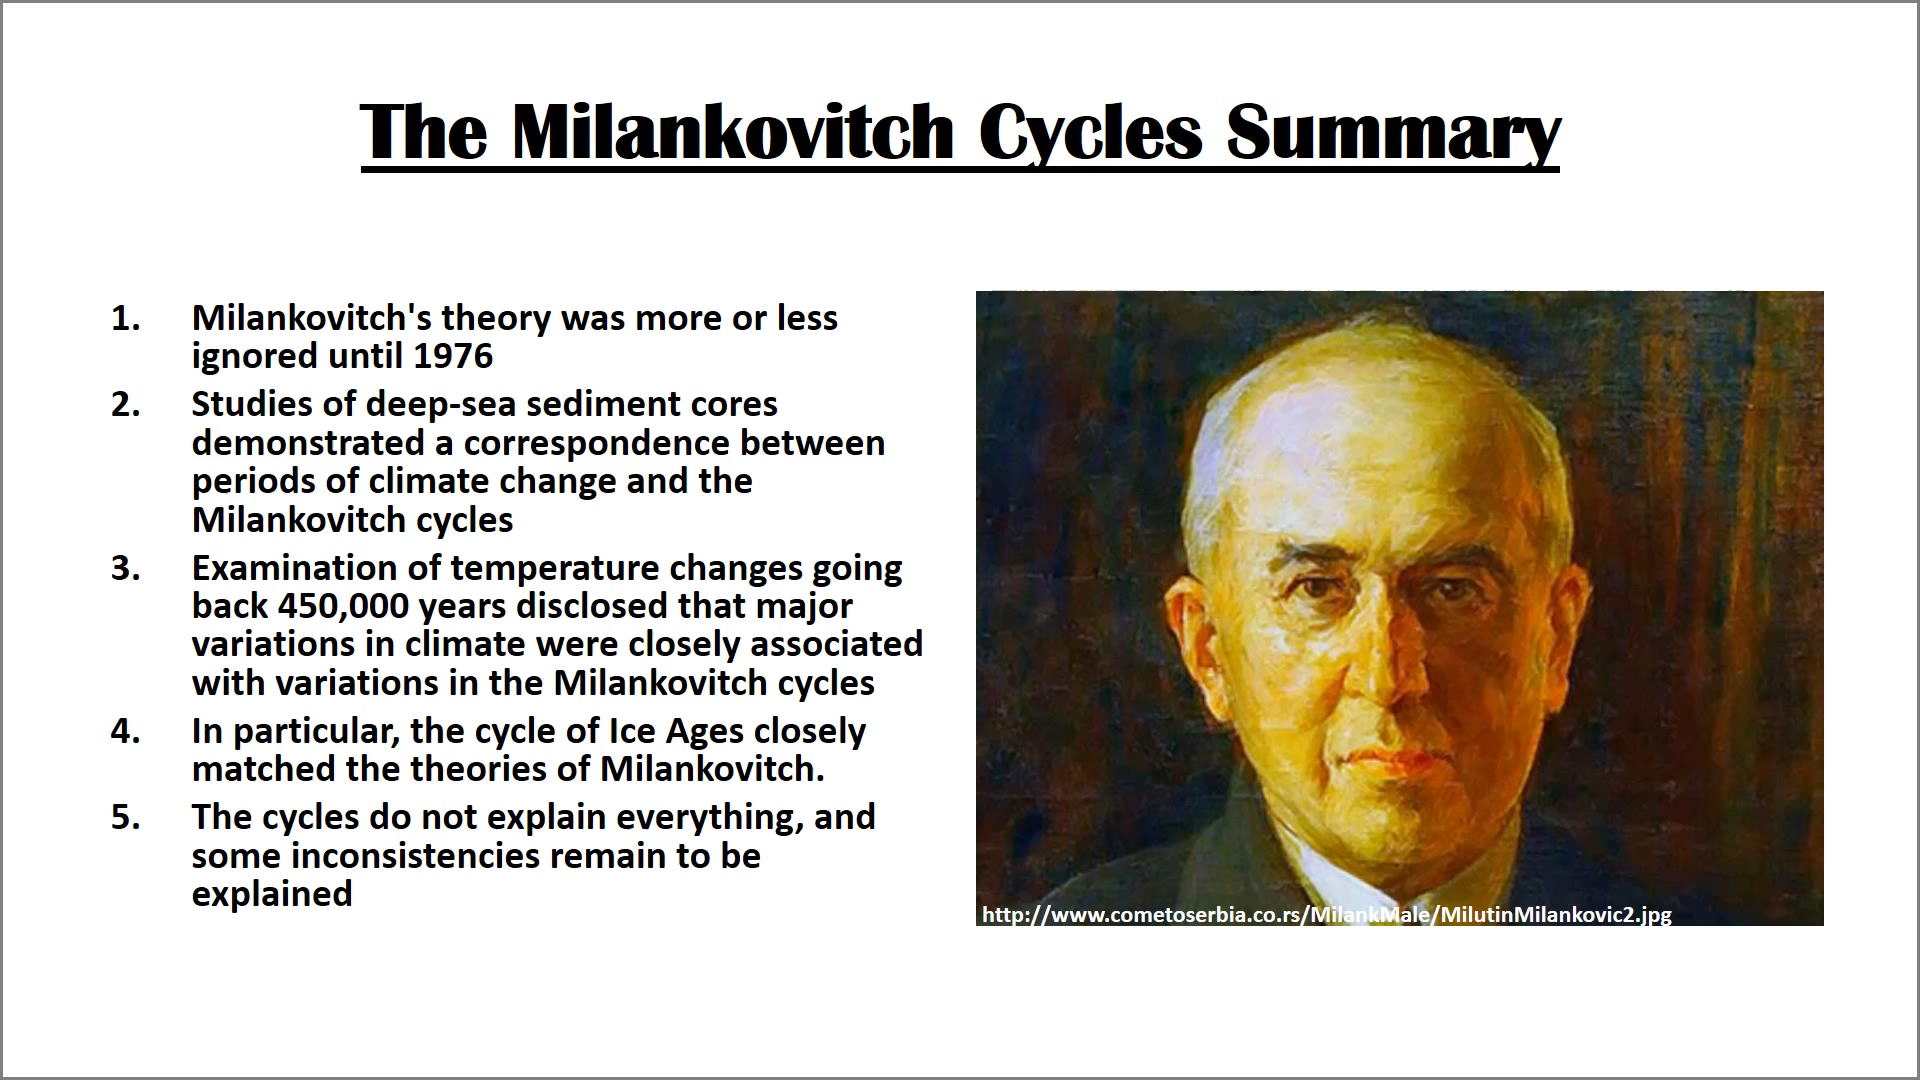 The Milankovitch Cycles Summary
1. Milankovitch's theory was more or less
ignored until 1976
2. Studies of deep-sea sediment cores
demonstrated a correspondence between
periods of climate change and the
Milankovitch cycles
3. Examination of temperature changes going
back 450,000 years disclosed that major
variations in climate were closely associated
with variations in the Milankovitch cycles
4. In particular, the cycle of Ice Ages closely
matched the theories of Milankovitch.
5. The cycles do not explain everything, and
some inconsistencies remain to be
explained
http://www.cometoserbia.co.rs/MilankMale/MilutinMilankovic2.jpg